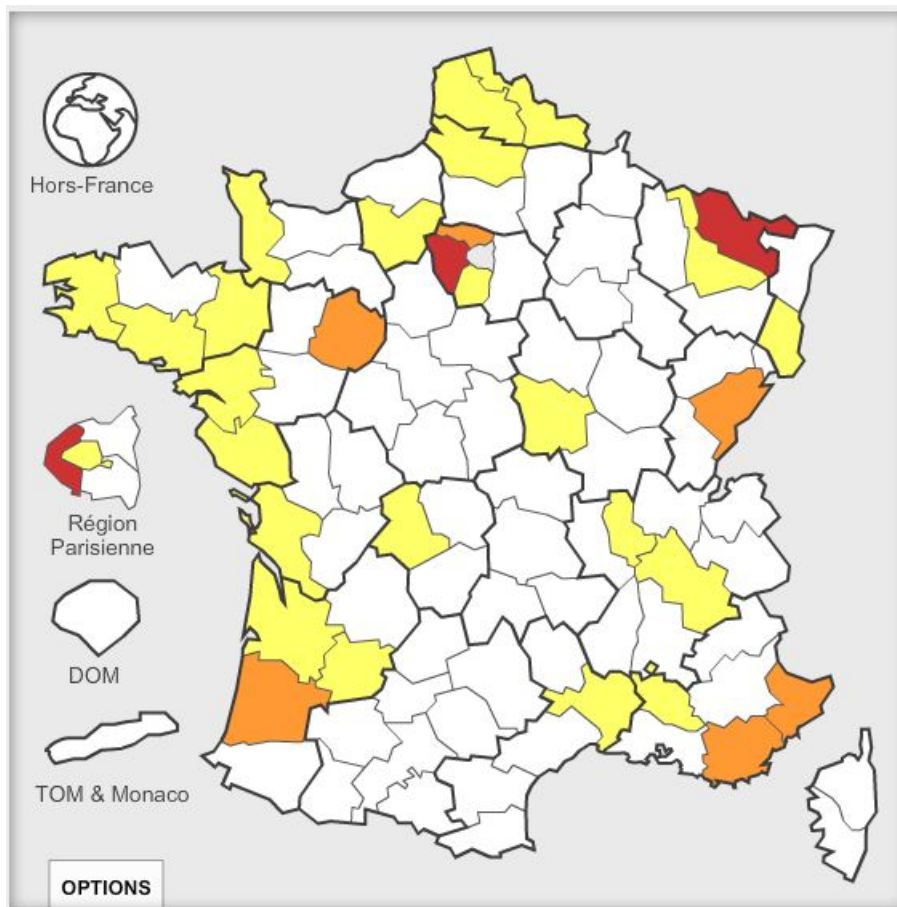 Hors-France
Région
Parisienne
DOM
TOM & Monaco
OPTIONS